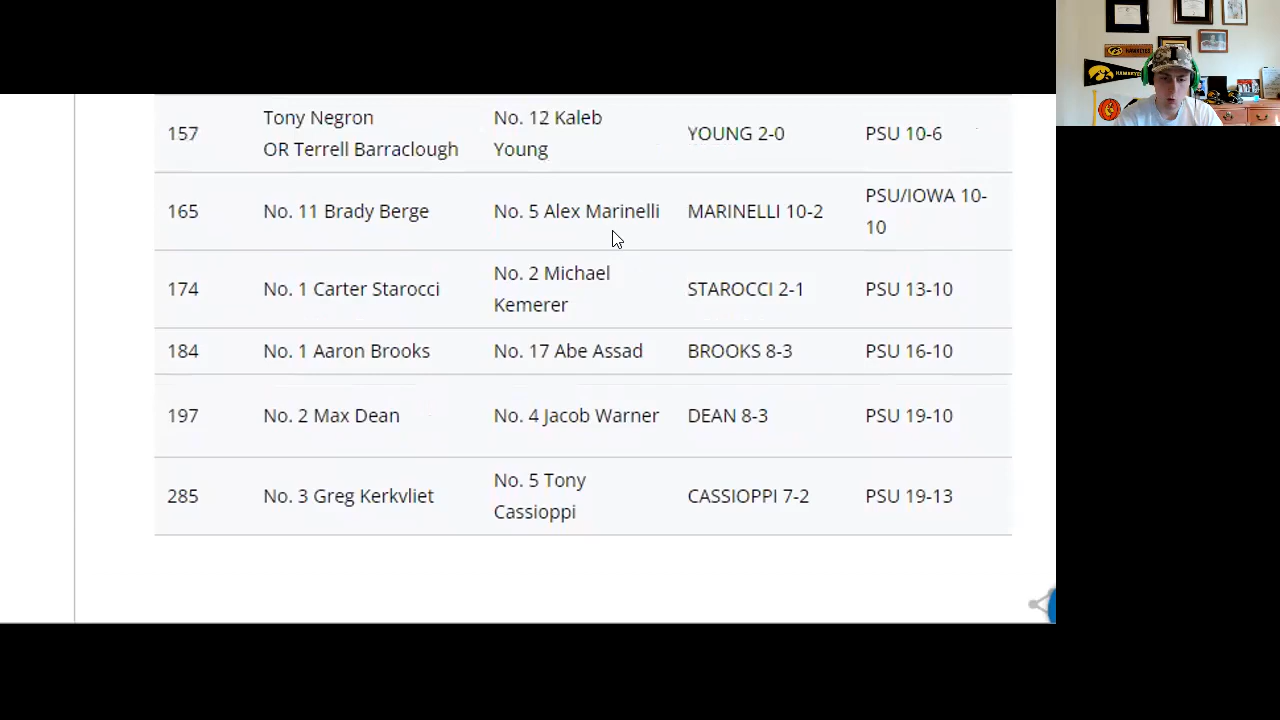 157
Tony Negron
OR Terrell Barraclough
No. 12 Kaleb
Young
YOUNG 2-0
PSU 10-6
165
No. 11 Brady Berge
No. 5 Alex Marinelli
MARINELLI 10-2
PSU/IOWA 10-
10
174
No. 1 Carter Starocci
No. 2 Michael
Kemerer
STAROCCI 2-1
PSU 13-10
184
No. 1 Aaron Brooks
No. 17 Abe Assad
BROOKS 8-3
PSU 16-10
197
No. 2 Max Dean
No. 4 Jacob Warner
DEAN 8-3
PSU 19-10
285
No. 3 Greg Kerkvliet
No. 5 Tony
Cassioppi
CASSIOPPI 7-2
PSU 19-13
HAWKEYES
HAWKEYES